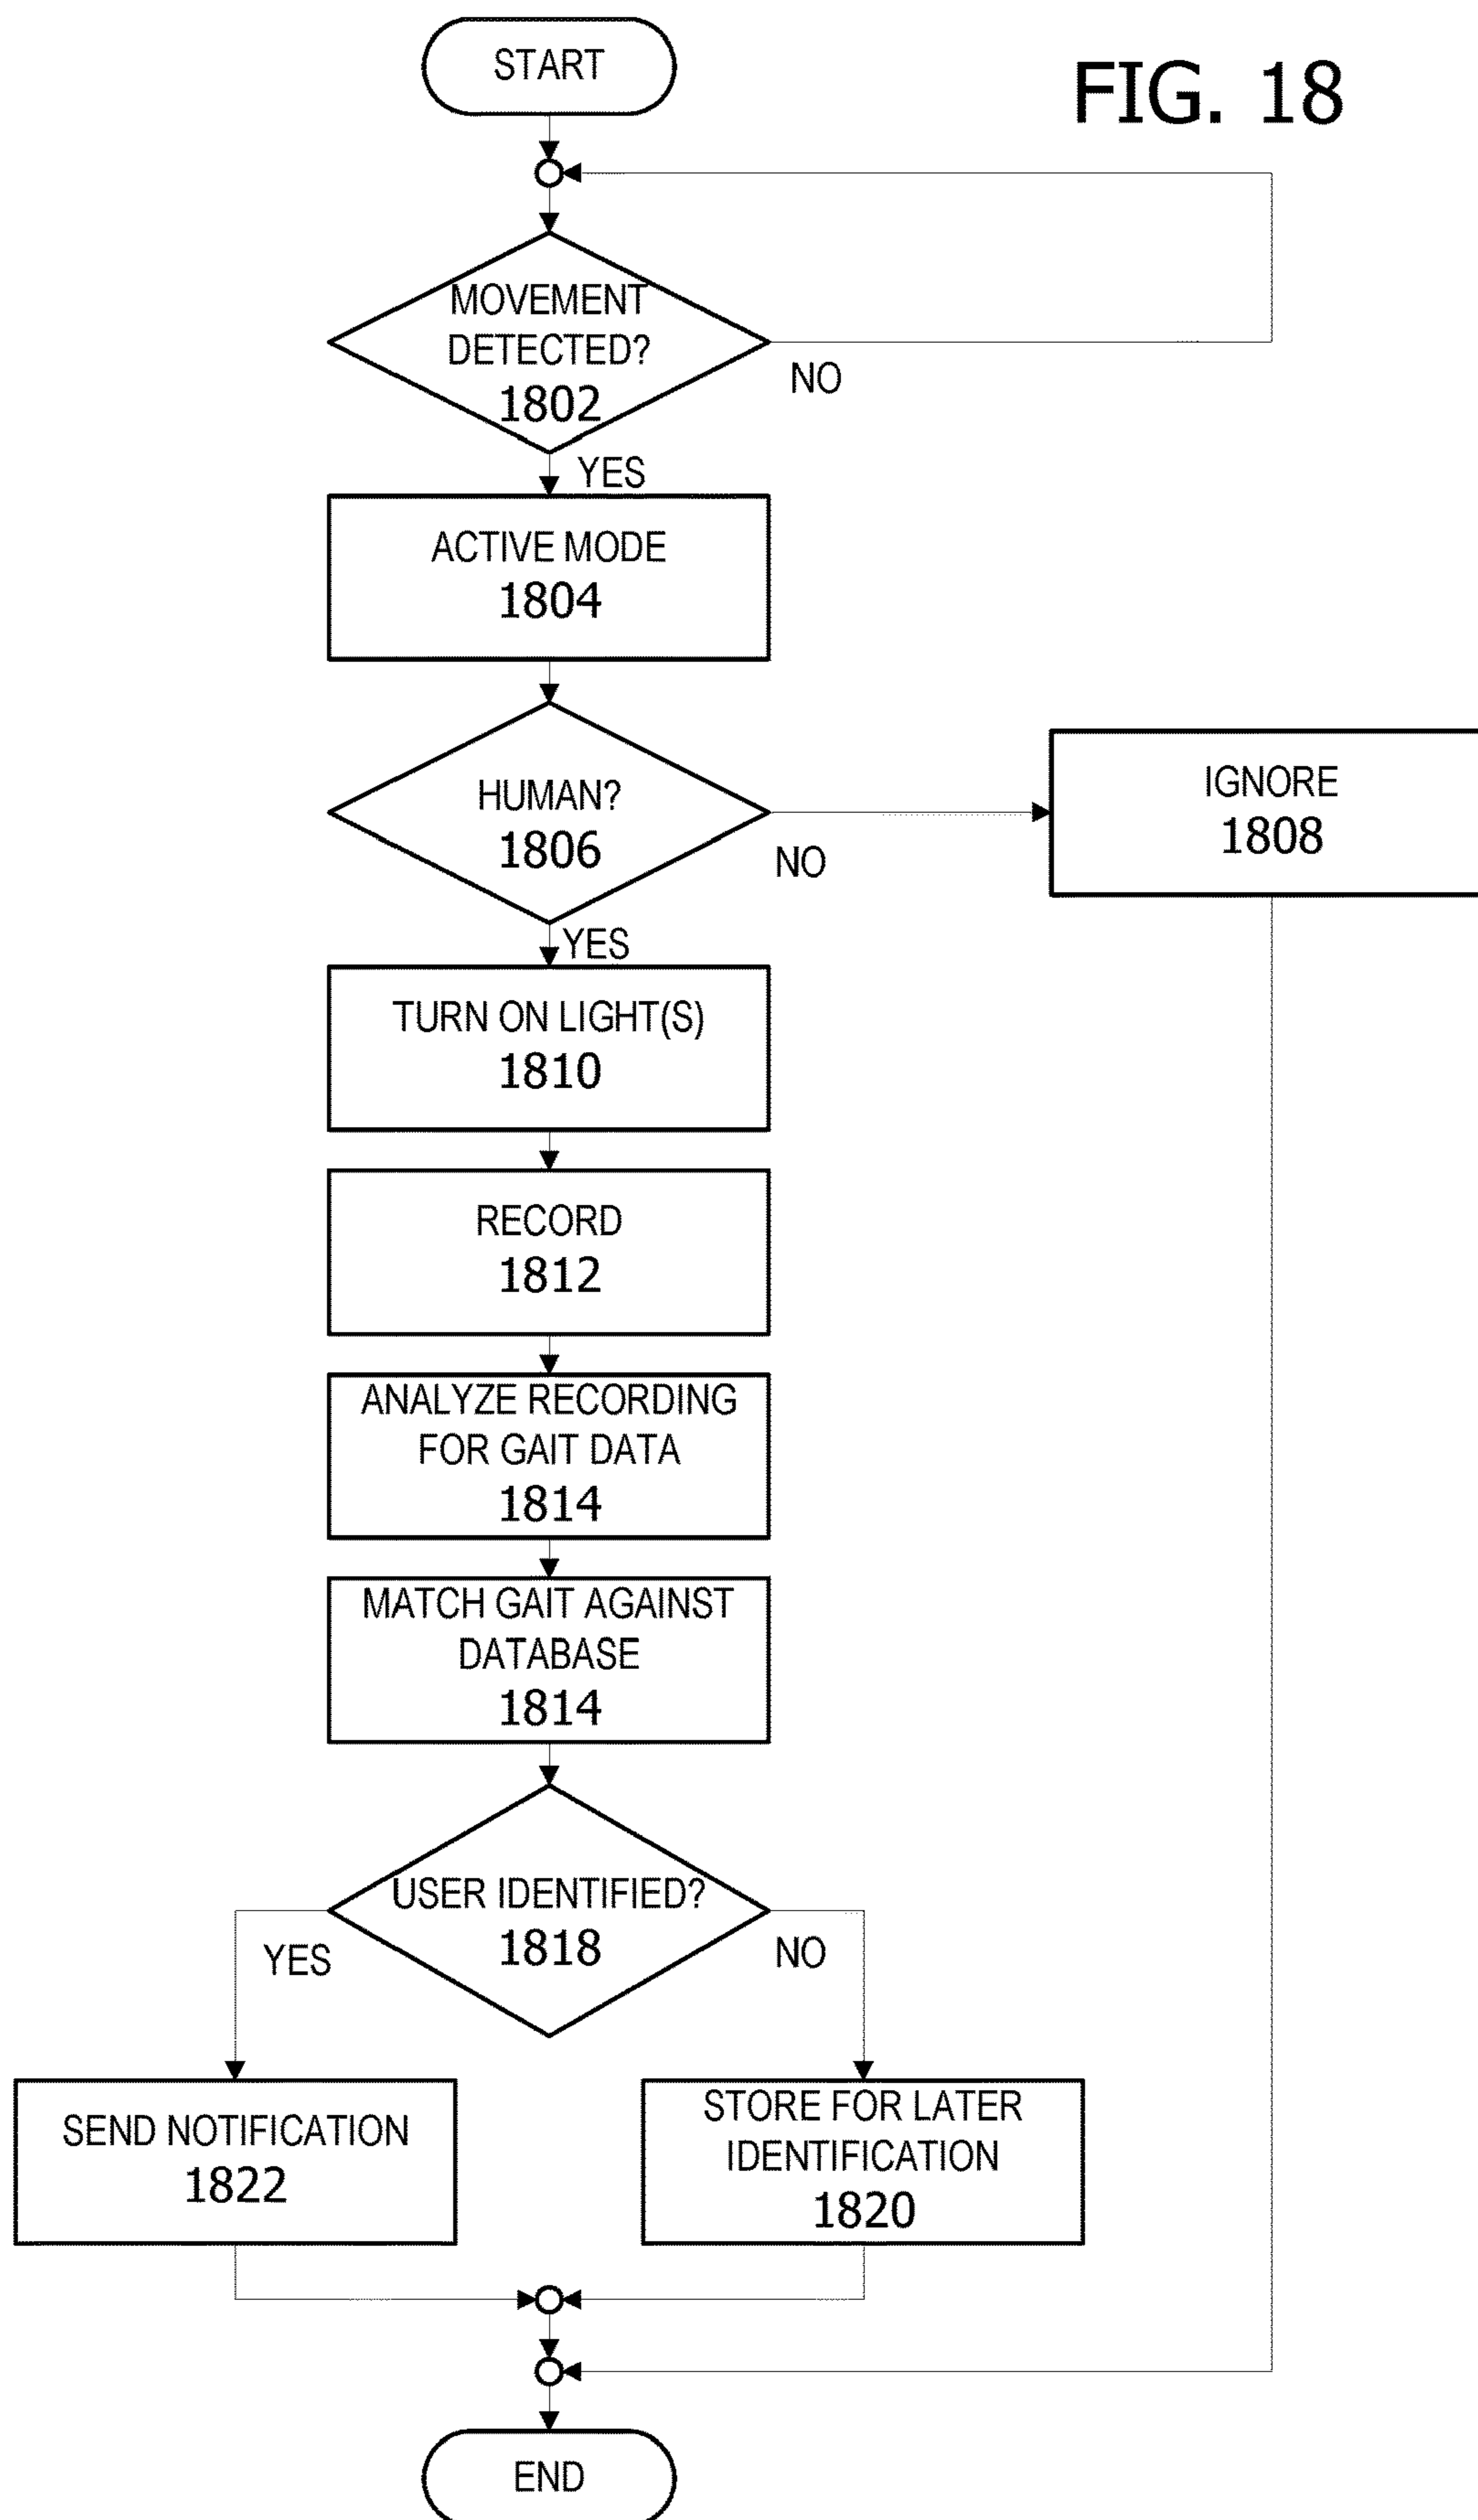 START
FIG. 18
MOVEMENT
DETECTED?
1802
NO
YES
ACTIVE MODE
1804
HUMAN?
1806
NO
IGNORE
1808
YES
TURN ON LIGHT(S)
1810
RECORD
1812
ANALYZE RECORDING
FOR GAIT DATA
1814
MATCH GAIT AGAINST
DATABASE
1814
USER IDENTIFIED?
1818
YES
NO
SEND NOTIFICATION
1822
STORE FOR LATER
IDENTIFICATION
1820
END